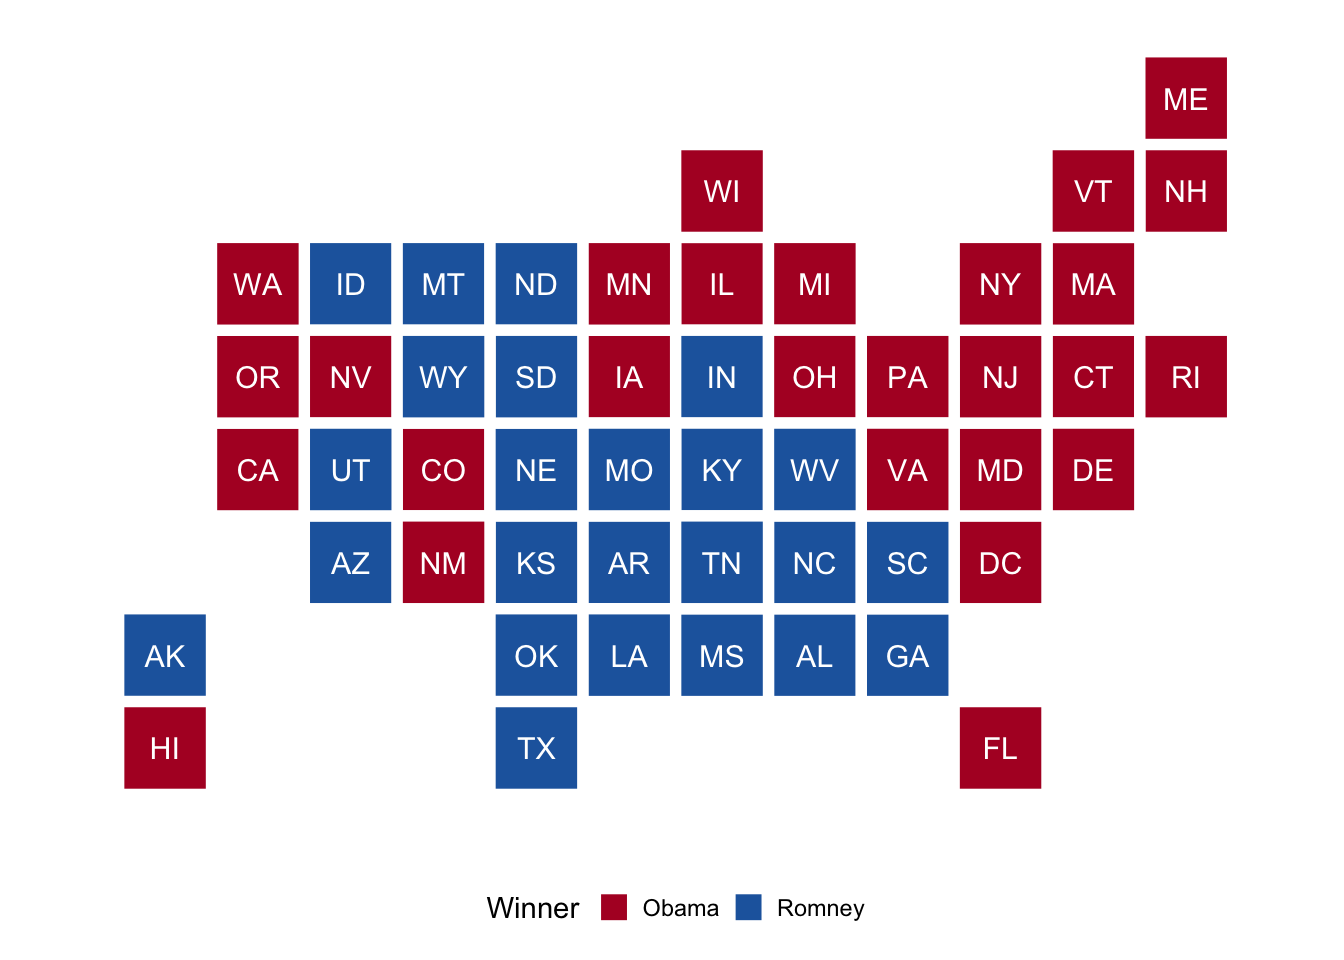 ME
WI VT NH
WA ID MT ND MN IL MI NY MA
OR NV WY SD IA IN OH PA NJ CT RI
CA UT CO NE MO KY WV VA MD DE
AZ NM KS AR TN NC SC DC
AK OK LA MS AL GA
HI TX FL
Winner Obama Romney